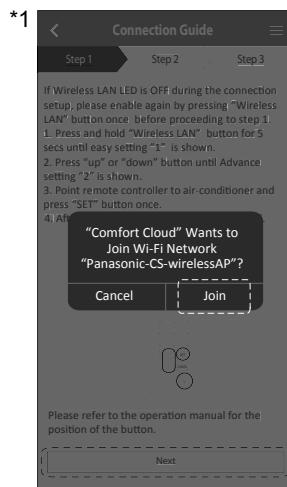 *1
Connection Guide
Step 1
Step 2
Step 3
If Wireless LAN LED is OFF during the connection
setup, please enable again by pressing “Wireless
LAN” button once before proceeding to step 1.
1. Press and hold “Wireless LAN” button for 5
secs until easy setting “1” is shown.
2. Press “up” or “down” button until Advance
setting “2” is shown.
3. Point remote controller to air-conditioner and
press “SET” button once.
“Comfort Cloud” Wants to
Join Wi-Fi Network
“Panasonic-CS-wirelessAP”?
Cancel
Join
Please refer to the operation manual for the
position of the button.
Next